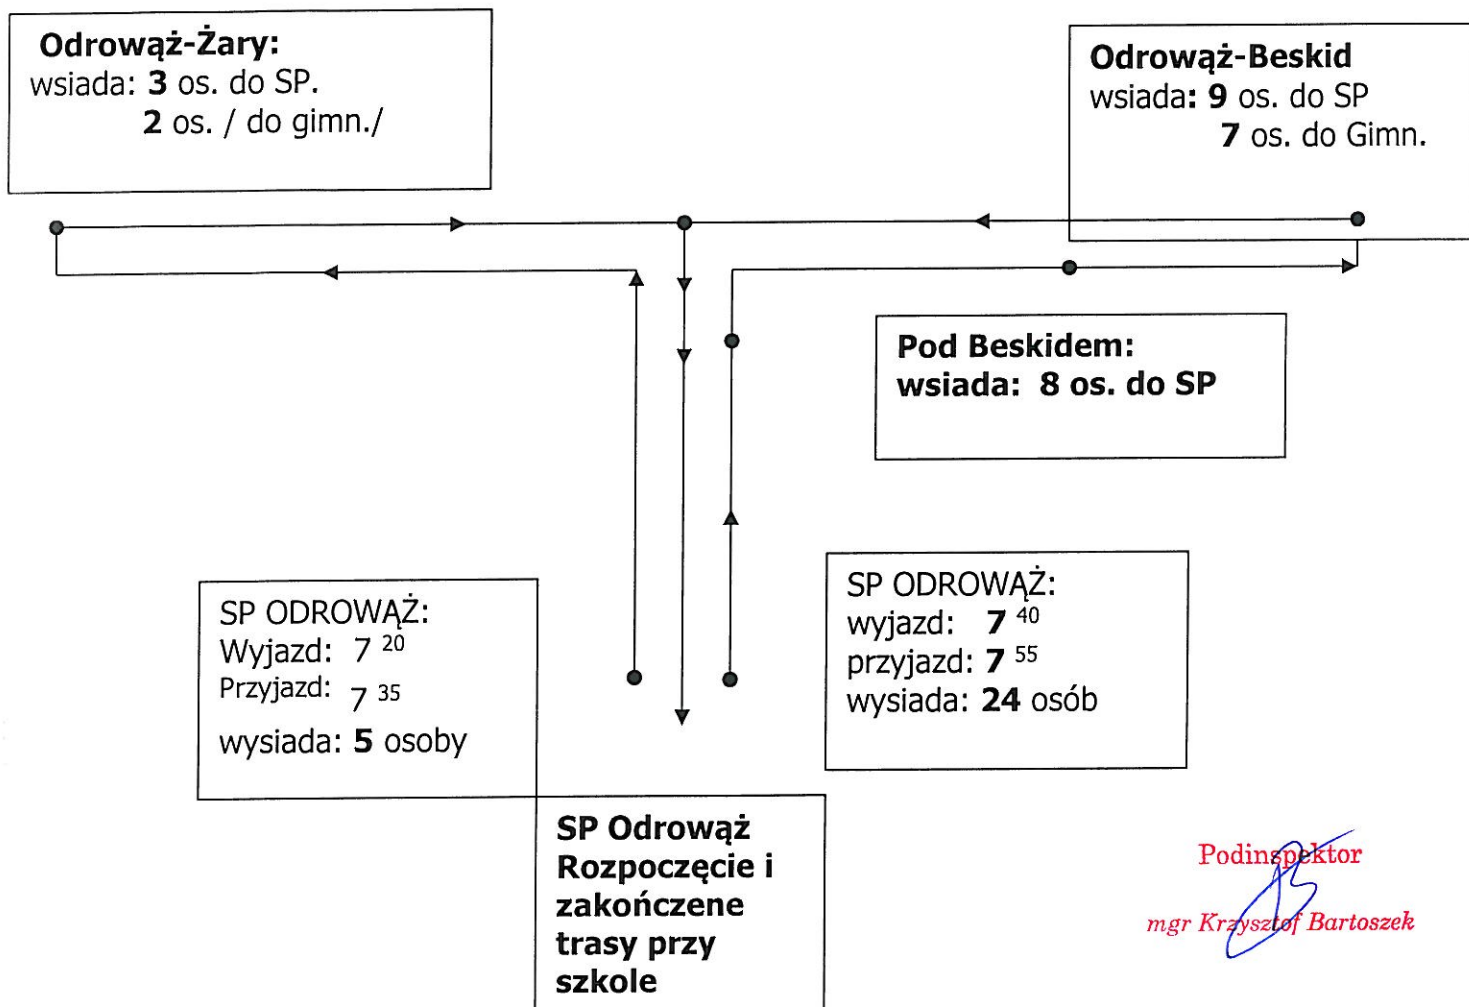 Odrowąż-Żary:
wsiada: 3 os. do SP.
2 os. / do gimn./
Odrowąż-Beskid
wsiada: 9 os. do SP
7 os. do Gimn.
Pod Beskidem:
wsiada: 8 os. do SP
SP ODROWĄŻ:
Wyjazd: 7 20
Przyjazd: 7 35
wysiada: 5 osoby
SP ODROWĄŻ:
wyjazd: 7 40
przyjazd: 7 55
wysiada: 24 osób
SP Odrowąż
Rozpoczęcie i
zakończene
trasy przy
szkole
Podinspektor
mgr Krzysztof Bartoszek